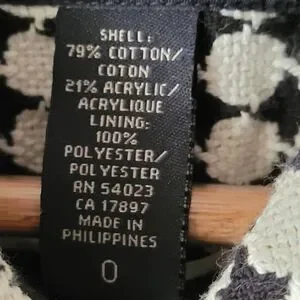 SHELL:
79% COTTON/
COTON
21% ACRYLIC/
ACRYLIQUE
LINING:
100%
POLYESTER/
POLYESTER
RN 54023
CA 17897
MADE IN
PHILIPPINES
0